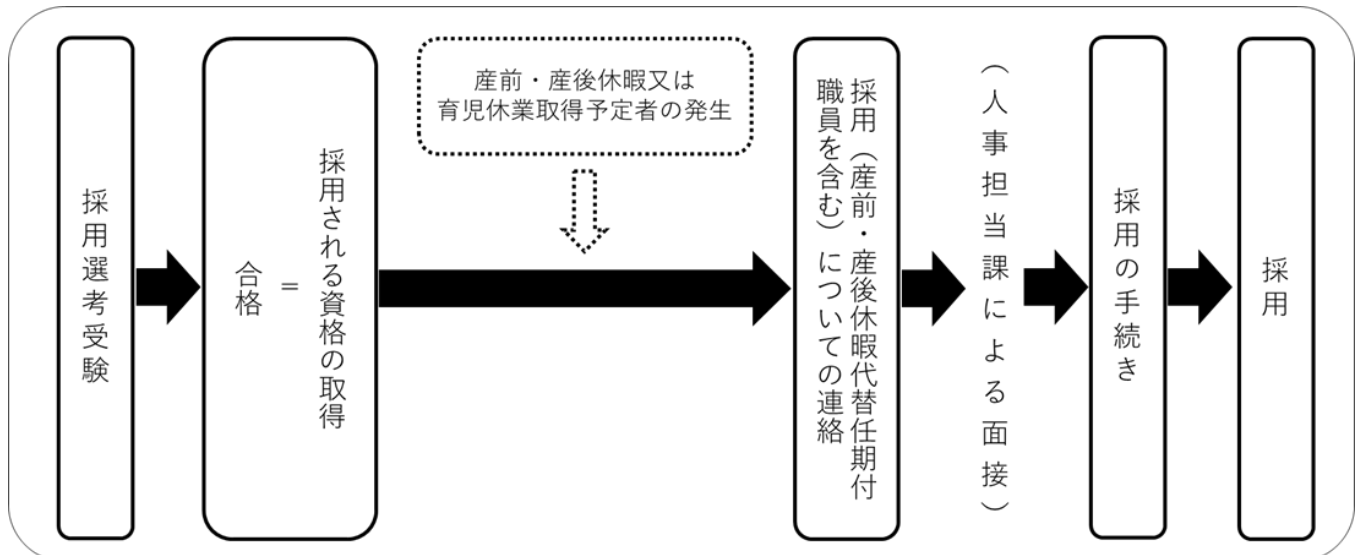 採用選考受験
合格 = 採用される資格の取得
産前・産後休暇又は
育児休業取得予定者の発生
採用（産前・産後休暇代替任期付
職員を含む）についての連絡
（人事担当課による面接）
採用の手続き
採用